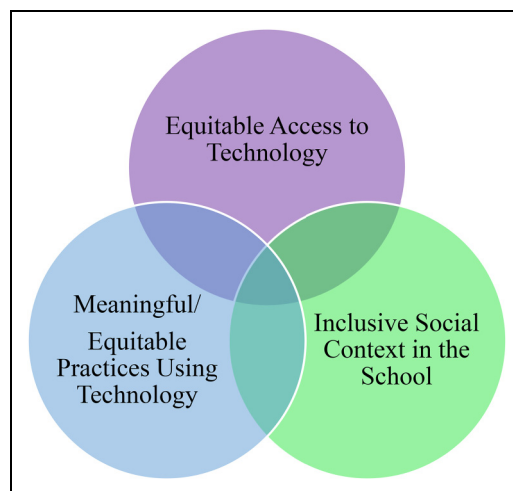 Equitable Access to
Technology
Meaningful/
Equitable
Practices Using
Technology
Inclusive Social
Context in the
School